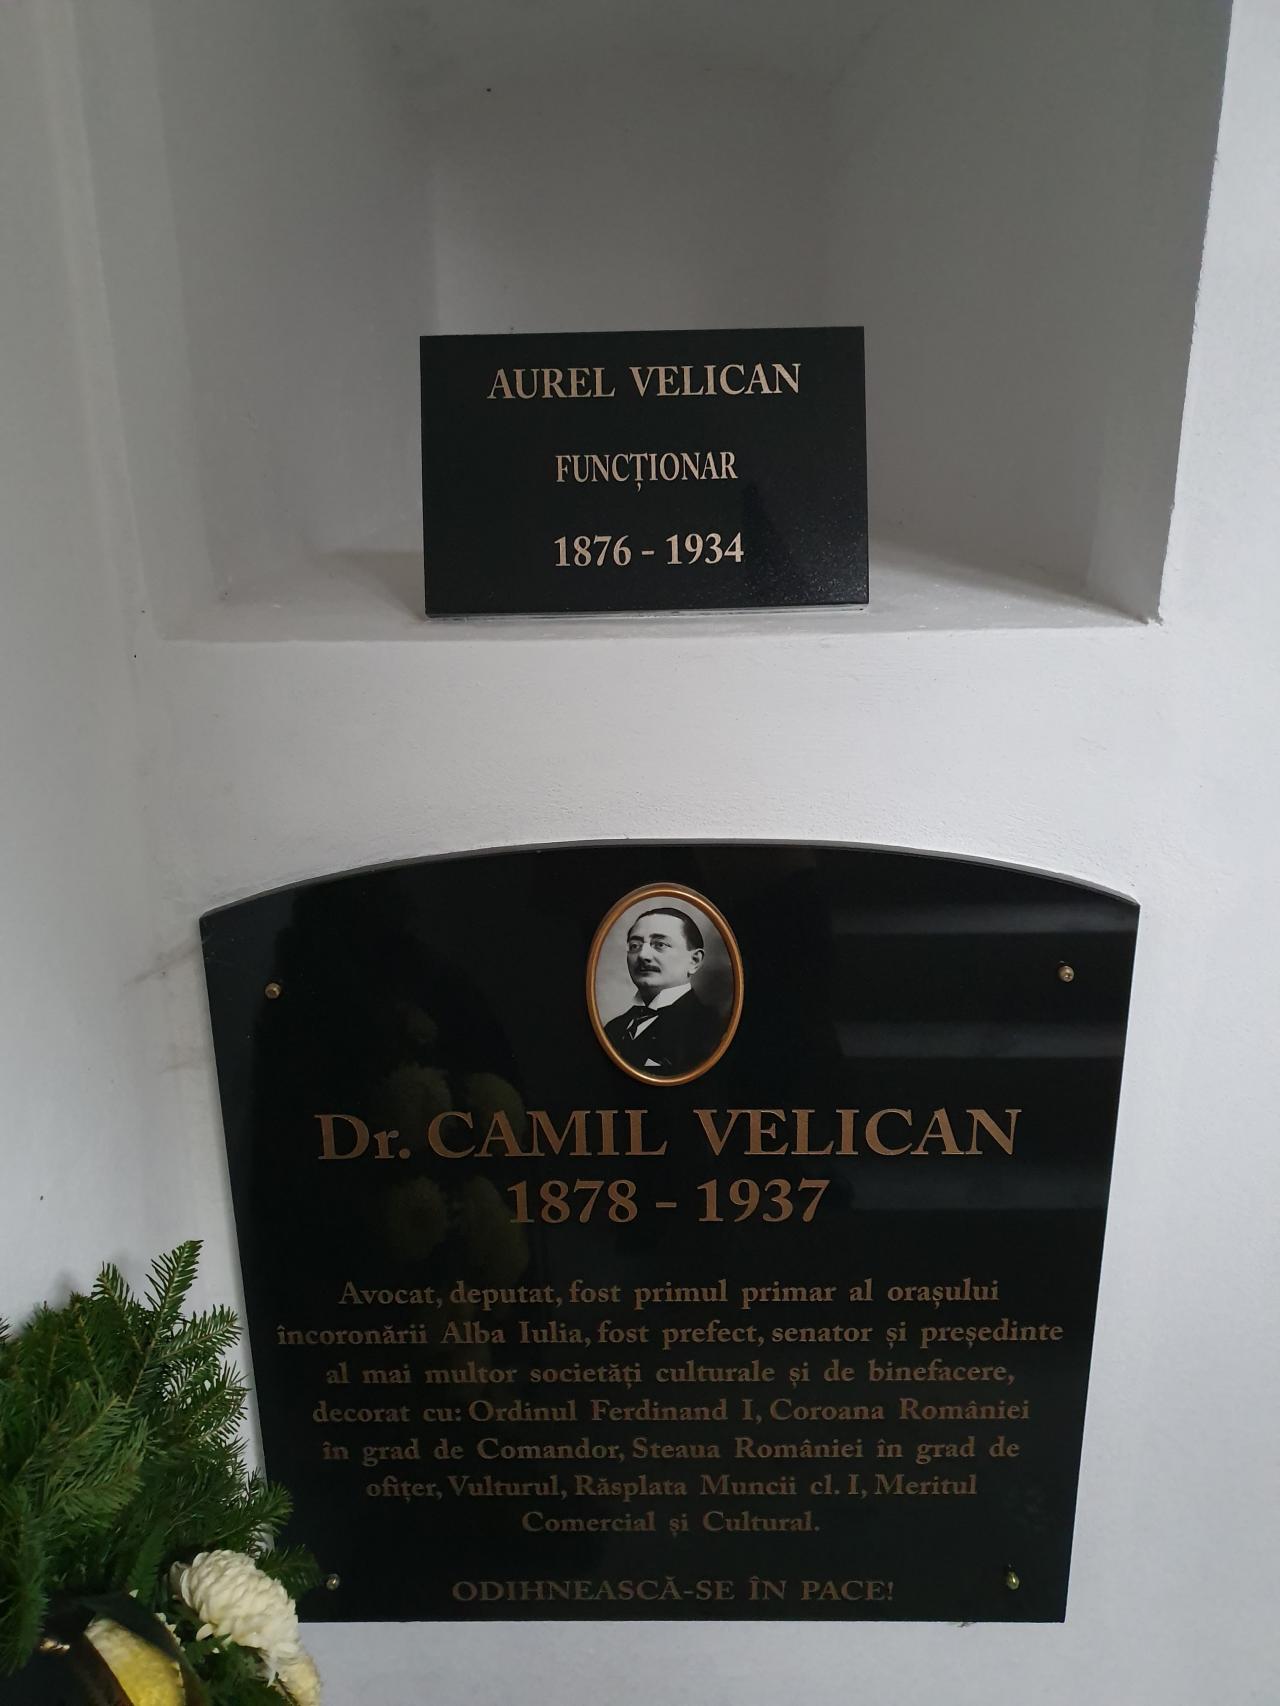 AUREL VELICAN
FUNCȚIONAR
1876 - 1934
Dr. CAMIL VELICAN
1878 - 1937
Avocat, deputat, fost primul primar al orașului
încoronării Alba Iulia, fost prefect, senator și președinte
al mai multor societăți culturale și de binefacere,
decorat cu: Ordinul Ferdinand I, Coroana României
în grad de Comandor, Steaua României în grad de
ofițer, Vulturul, Răsplata Muncii cl. I, Meritul
Comercial și Cultural.
ODIHNEASCĂ-SE ÎN PACE!